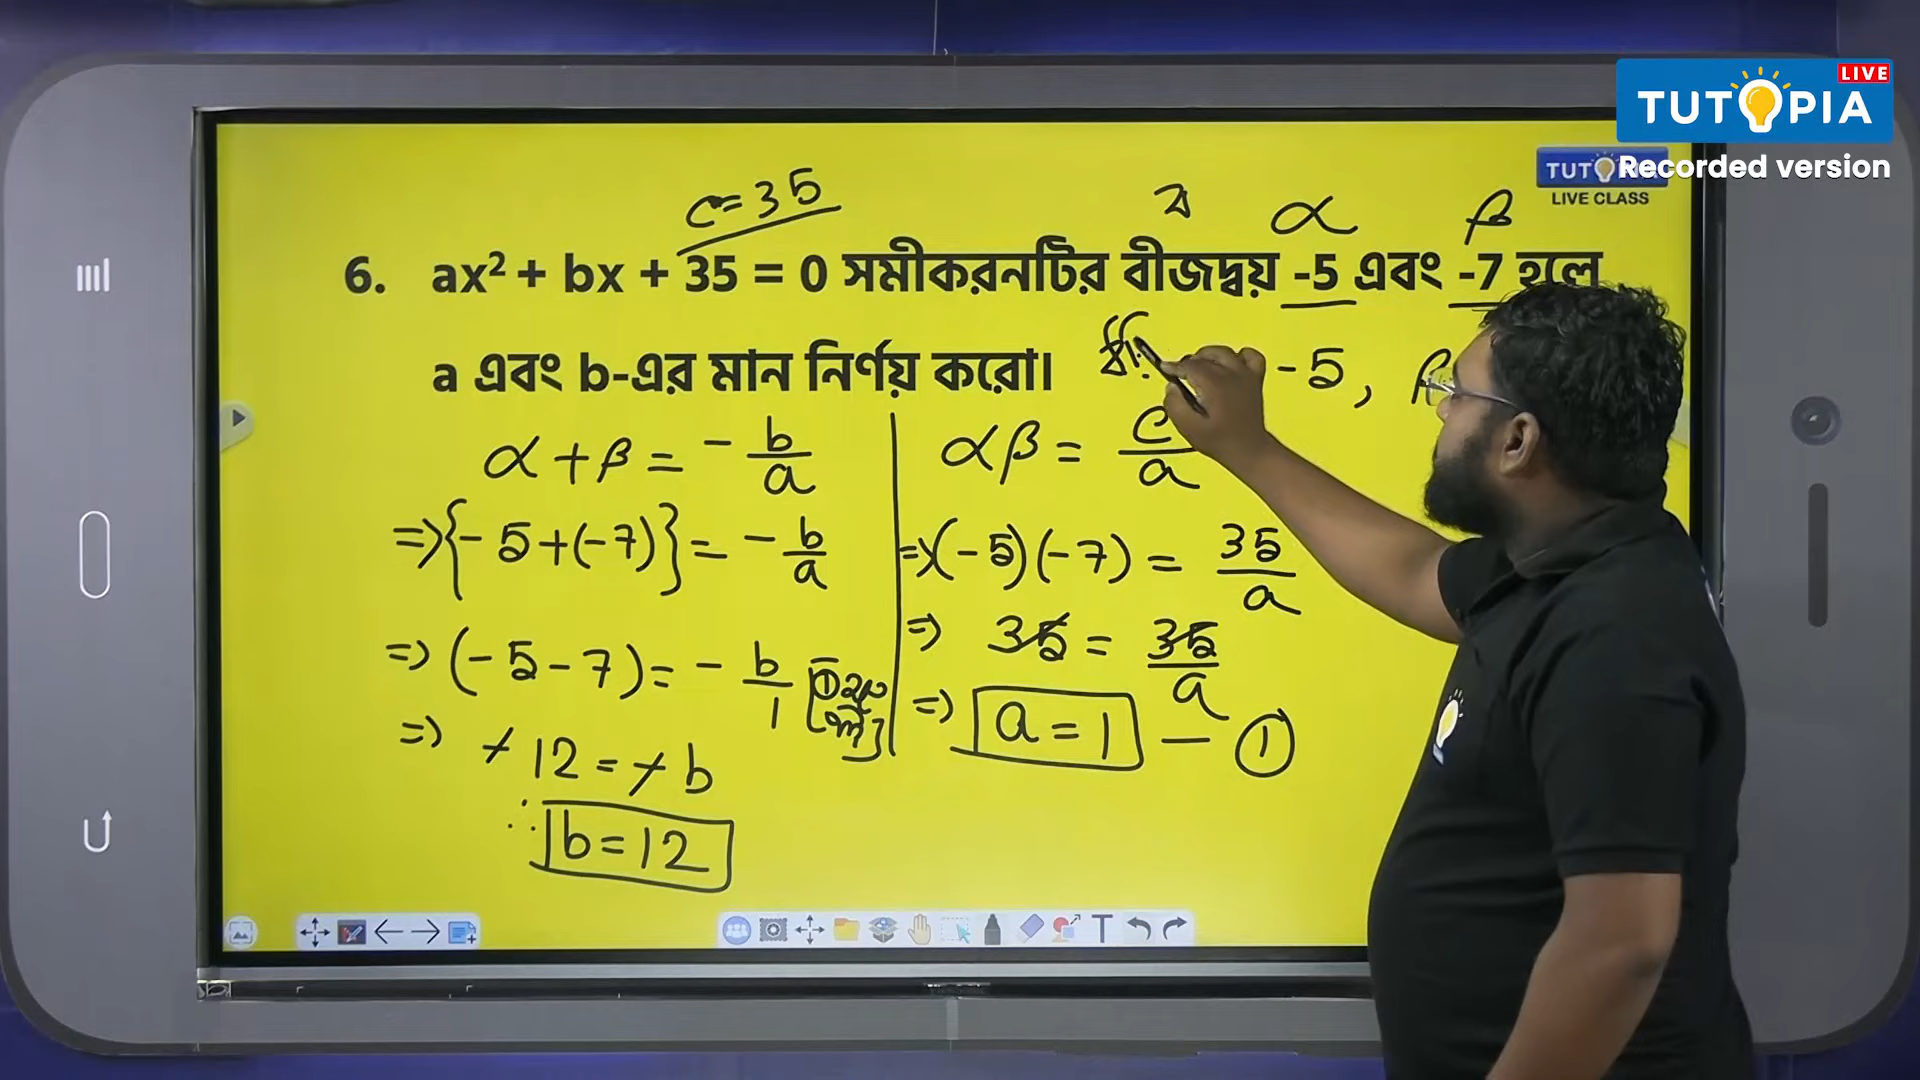 LIVE
TUTOPIA
Recorded version
LIVE CLASS
c = 35
α β
6. ax² + bx + 35 = 0 সমীকরনটির বীজদ্বয় -5 এবং -7 হলে
a এবং b-এর মান নির্ণয় করো।
-5, β
α + β = - b/a
=> {-5+(-7)} = - b/a
=> (-5-7) = - b/1
=> -12 = -b
∴ b = 12
αβ = c/a
=> (-5)(-7) = 35/a
=> 35 = 35/a
=> a = 1 — ①